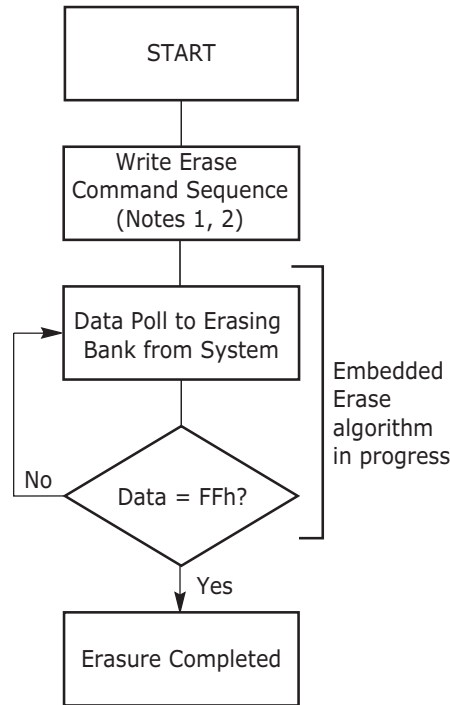 START
Write Erase
Command Sequence
(Notes 1, 2)
Data Poll to Erasing
Bank from System
Embedded
Erase
algorithm
in progress
No
Data = FFh?
Yes
Erasure Completed